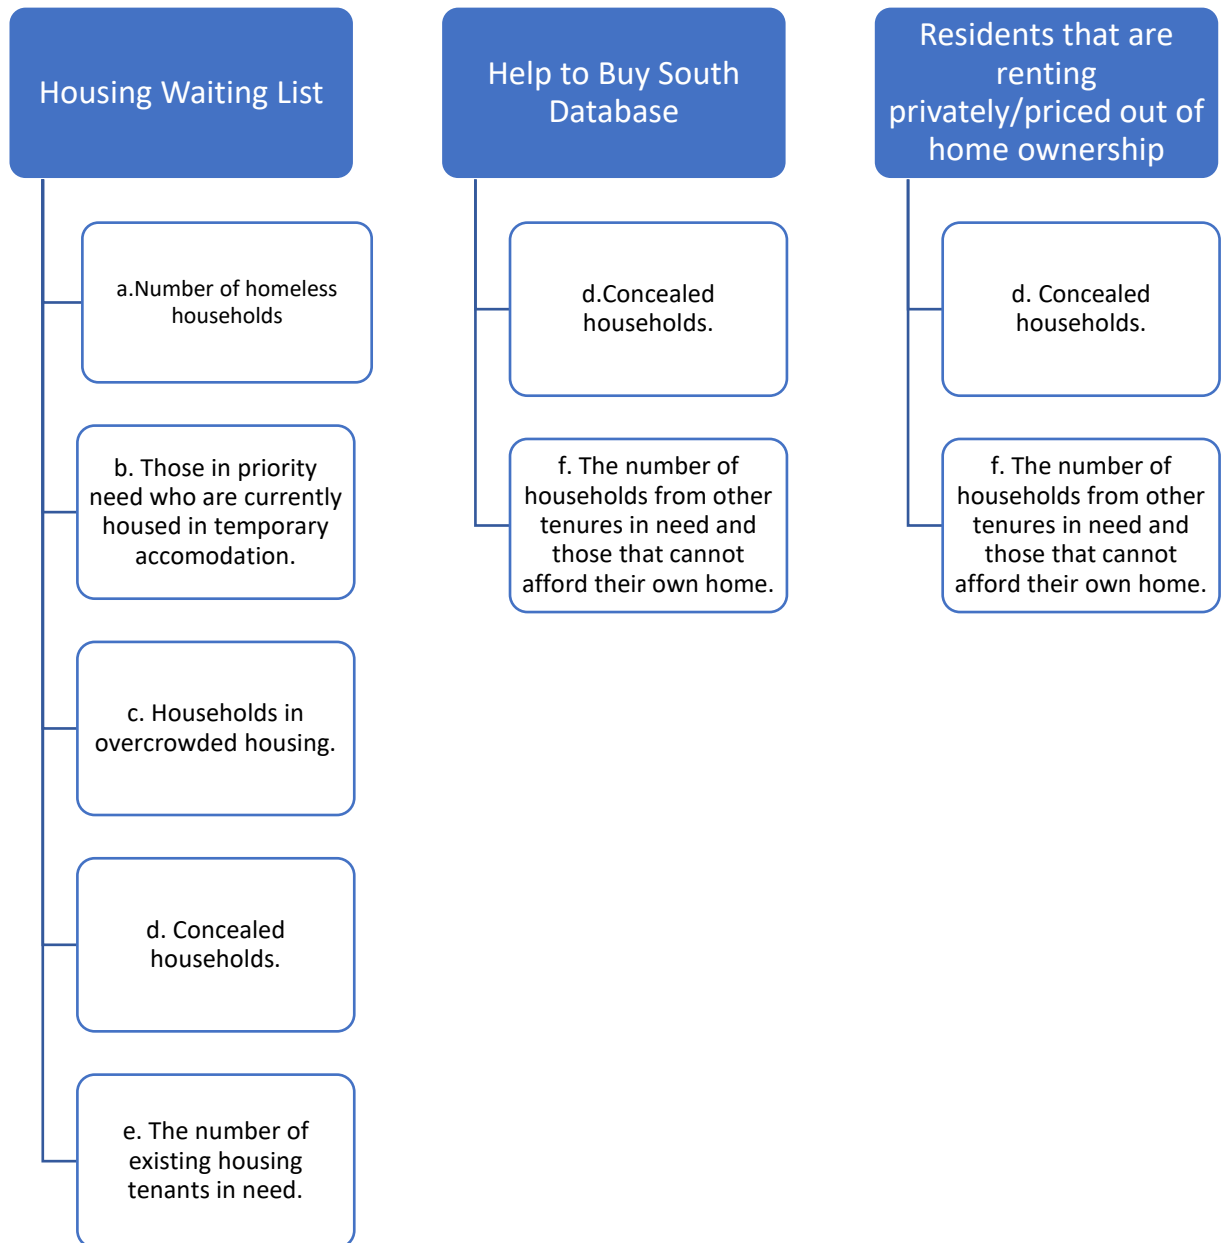 Housing Waiting List
a.Number of homeless
households
b. Those in priority
need who are currently
housed in temporary
accomodation.
c. Households in
overcrowded housing.
d. Concealed
households.
e. The number of
existing housing
tenants in need.
Help to Buy South
Database
d.Concealed
households.
f. The number of
households from other
tenures in need and
those that cannot
afford their own home.
Residents that are
renting
privately/priced out of
home ownership
d. Concealed
households.
f. The number of
households from other
tenures in need and
those that cannot
afford their own home.